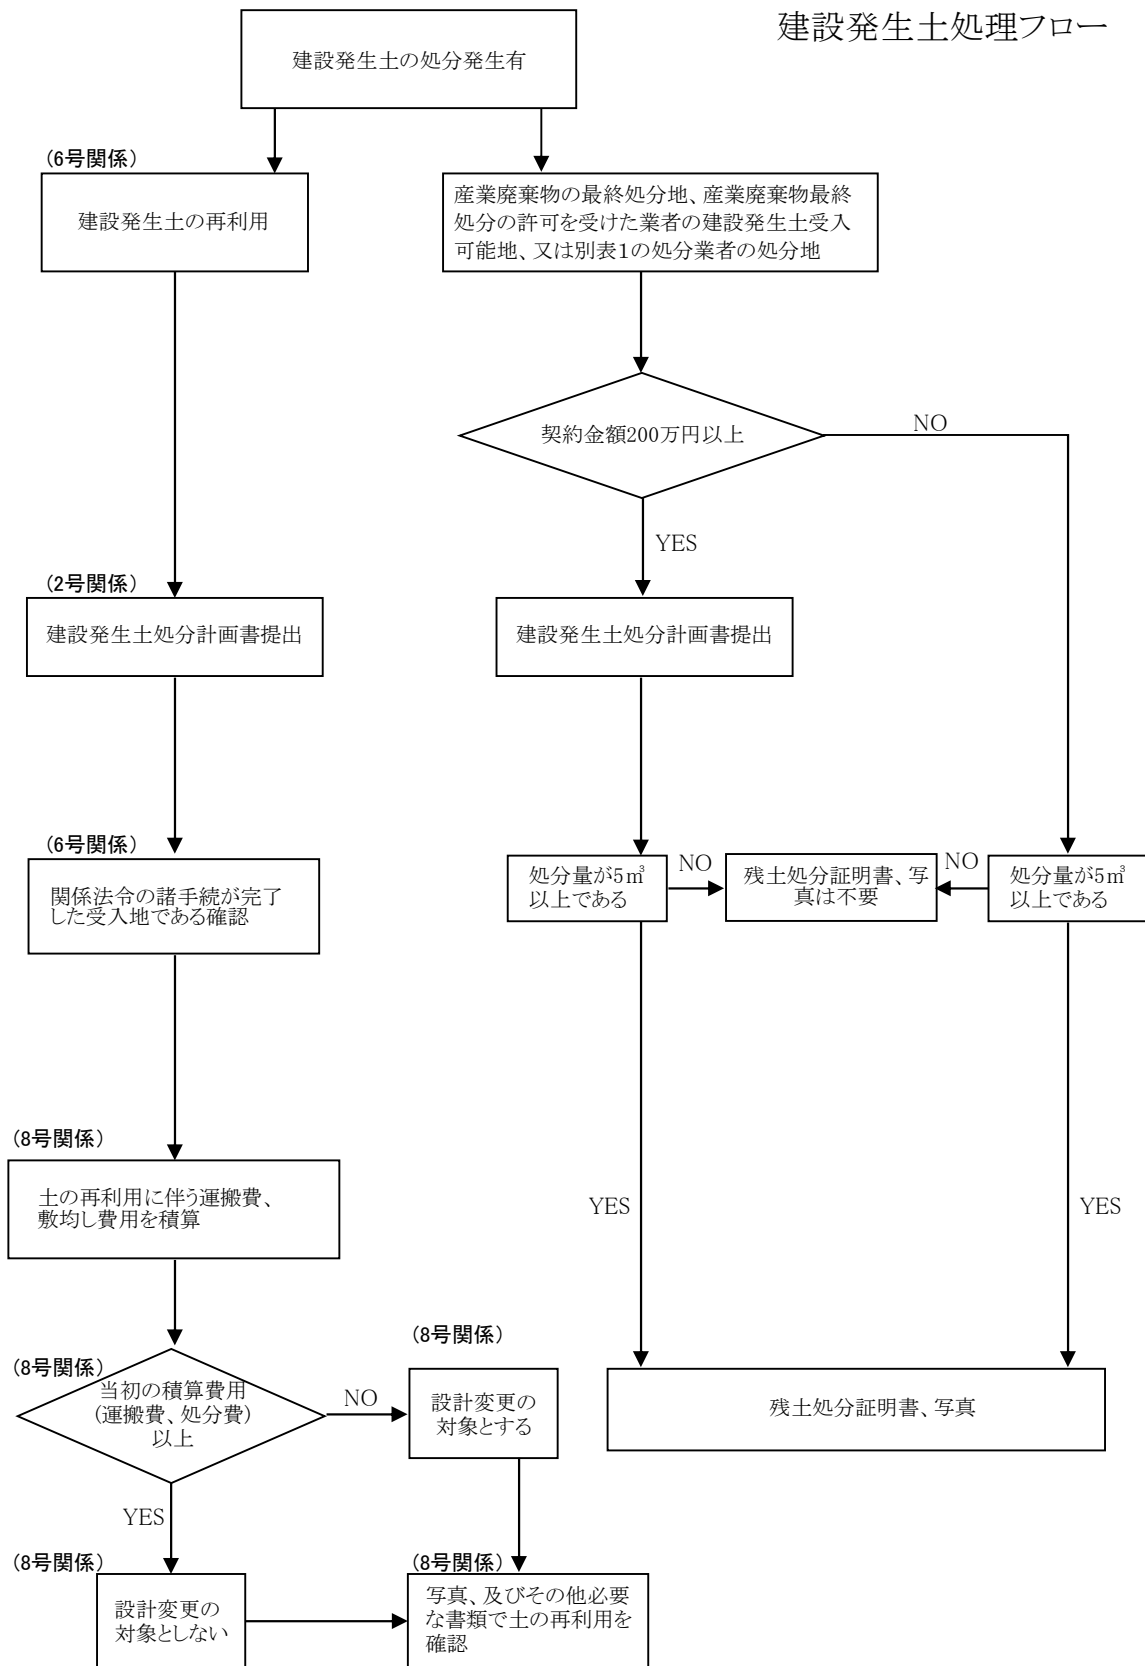 建設発生土処理フロー
建設発生土の処分発生有
(6号関係)
建設発生土の再利用
産業廃棄物の最終処分地、産業廃棄物最終
処分の許可を受けた業者の建設発生土受入
可能地、又は別表1の処分業者の処分地
契約金額200万円以上
NO
YES
(2号関係)
建設発生土処分計画書提出
建設発生土処分計画書提出
(6号関係)
関係法令の諸手続が完了
した受入地である確認
処分量が5㎥
以上である
NO
残土処分証明書、写
真は不要
NO
処分量が5㎥
以上である
(8号関係)
土の再利用に伴う運搬費、
敷均し費用を積算
YES
YES
(8号関係)
当初の積算費用
(運搬費、処分費)
以上
NO
(8号関係)
設計変更の
対象とする
残土処分証明書、写真
YES
(8号関係)
設計変更の
対象としない
(8号関係)
写真、及びその他必要
な書類で土の再利用を
確認